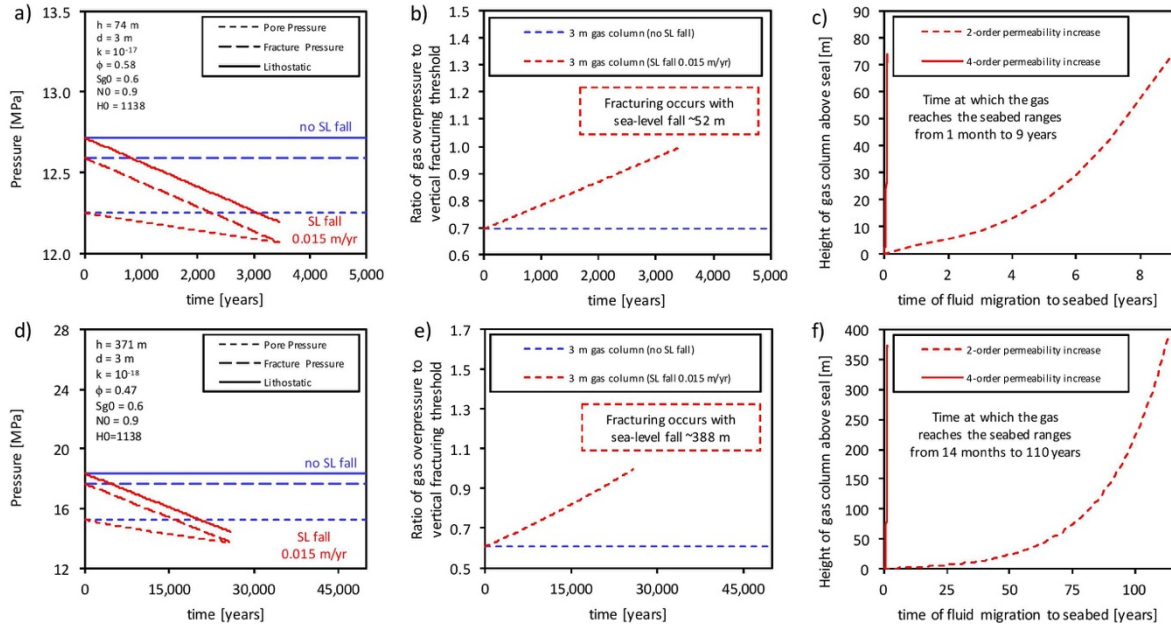 a)
13.5
13.0
12.5
12.0
Pressure [MPa]
h = 74 m
d = 3 m
k = 10-17
ϕ = 0.58
Sg0 = 0.6
N0 = 0.9
H0 = 1138
Pore Pressure
Fracture Pressure
Lithostatic
no SL fall
SL fall
0.015 m/yr
0 1,000 2,000 3,000 4,000 5,000
time [years]
b)
1.5
1.4
1.3
1.2
1.1
1.0
0.9
0.8
0.7
0.6
Ratio of gas overpressure to
vertical fracturing threshold
3 m gas column (no SL fall)
3 m gas column (SL fall 0.015 m/yr)
Fracturing occurs with
sea-level fall ~52 m
0 1,000 2,000 3,000 4,000 5,000
time [years]
c)
90
80
70
60
50
40
30
20
10
0
Height of gas column above seal [m]
2-order permeability increase
4-order permeability increase
Time at which the gas
reaches the seabed ranges
from 1 month to 9 years
0 2 4 6 8
time of fluid migration to seabed [years]
d)
28
24
20
16
12
Pressure [MPa]
h = 371 m
d = 3 m
k = 10-18
ϕ = 0.47
Sg0 = 0.6
N0 = 0.9
H0=1138
Pore Pressure
Fracture Pressure
Lithostatic
no SL fall
SL fall
0.015 m/yr
0 15,000 30,000 45,000
time [years]
e)
1.7
1.5
1.3
1.1
0.9
0.7
0.5
Ratio of gas overpressure to
vertical fracturing threshold
3 m gas column (no SL fall)
3 m gas column (SL fall 0.015 m/yr)
Fracturing occurs with
sea-level fall ~388 m
0 15,000 30,000 45,000
time [years]
f)
400
350
300
250
200
150
100
50
0
Height of gas column above seal [m]
2-order permeability increase
4-order permeability increase
Time at which the gas
reaches the seabed ranges
from 14 months to 110 years
0 25 50 75 100
time of fluid migration to seabed [years]